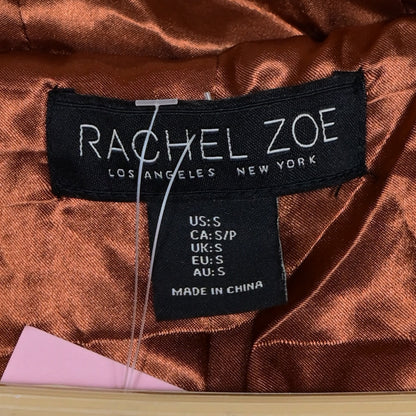 RACHEL ZOE
LOS ANGELES NEW YORK
US: S
CA: S/P
UK: S
EU: S
AU: S
MADE IN CHINA